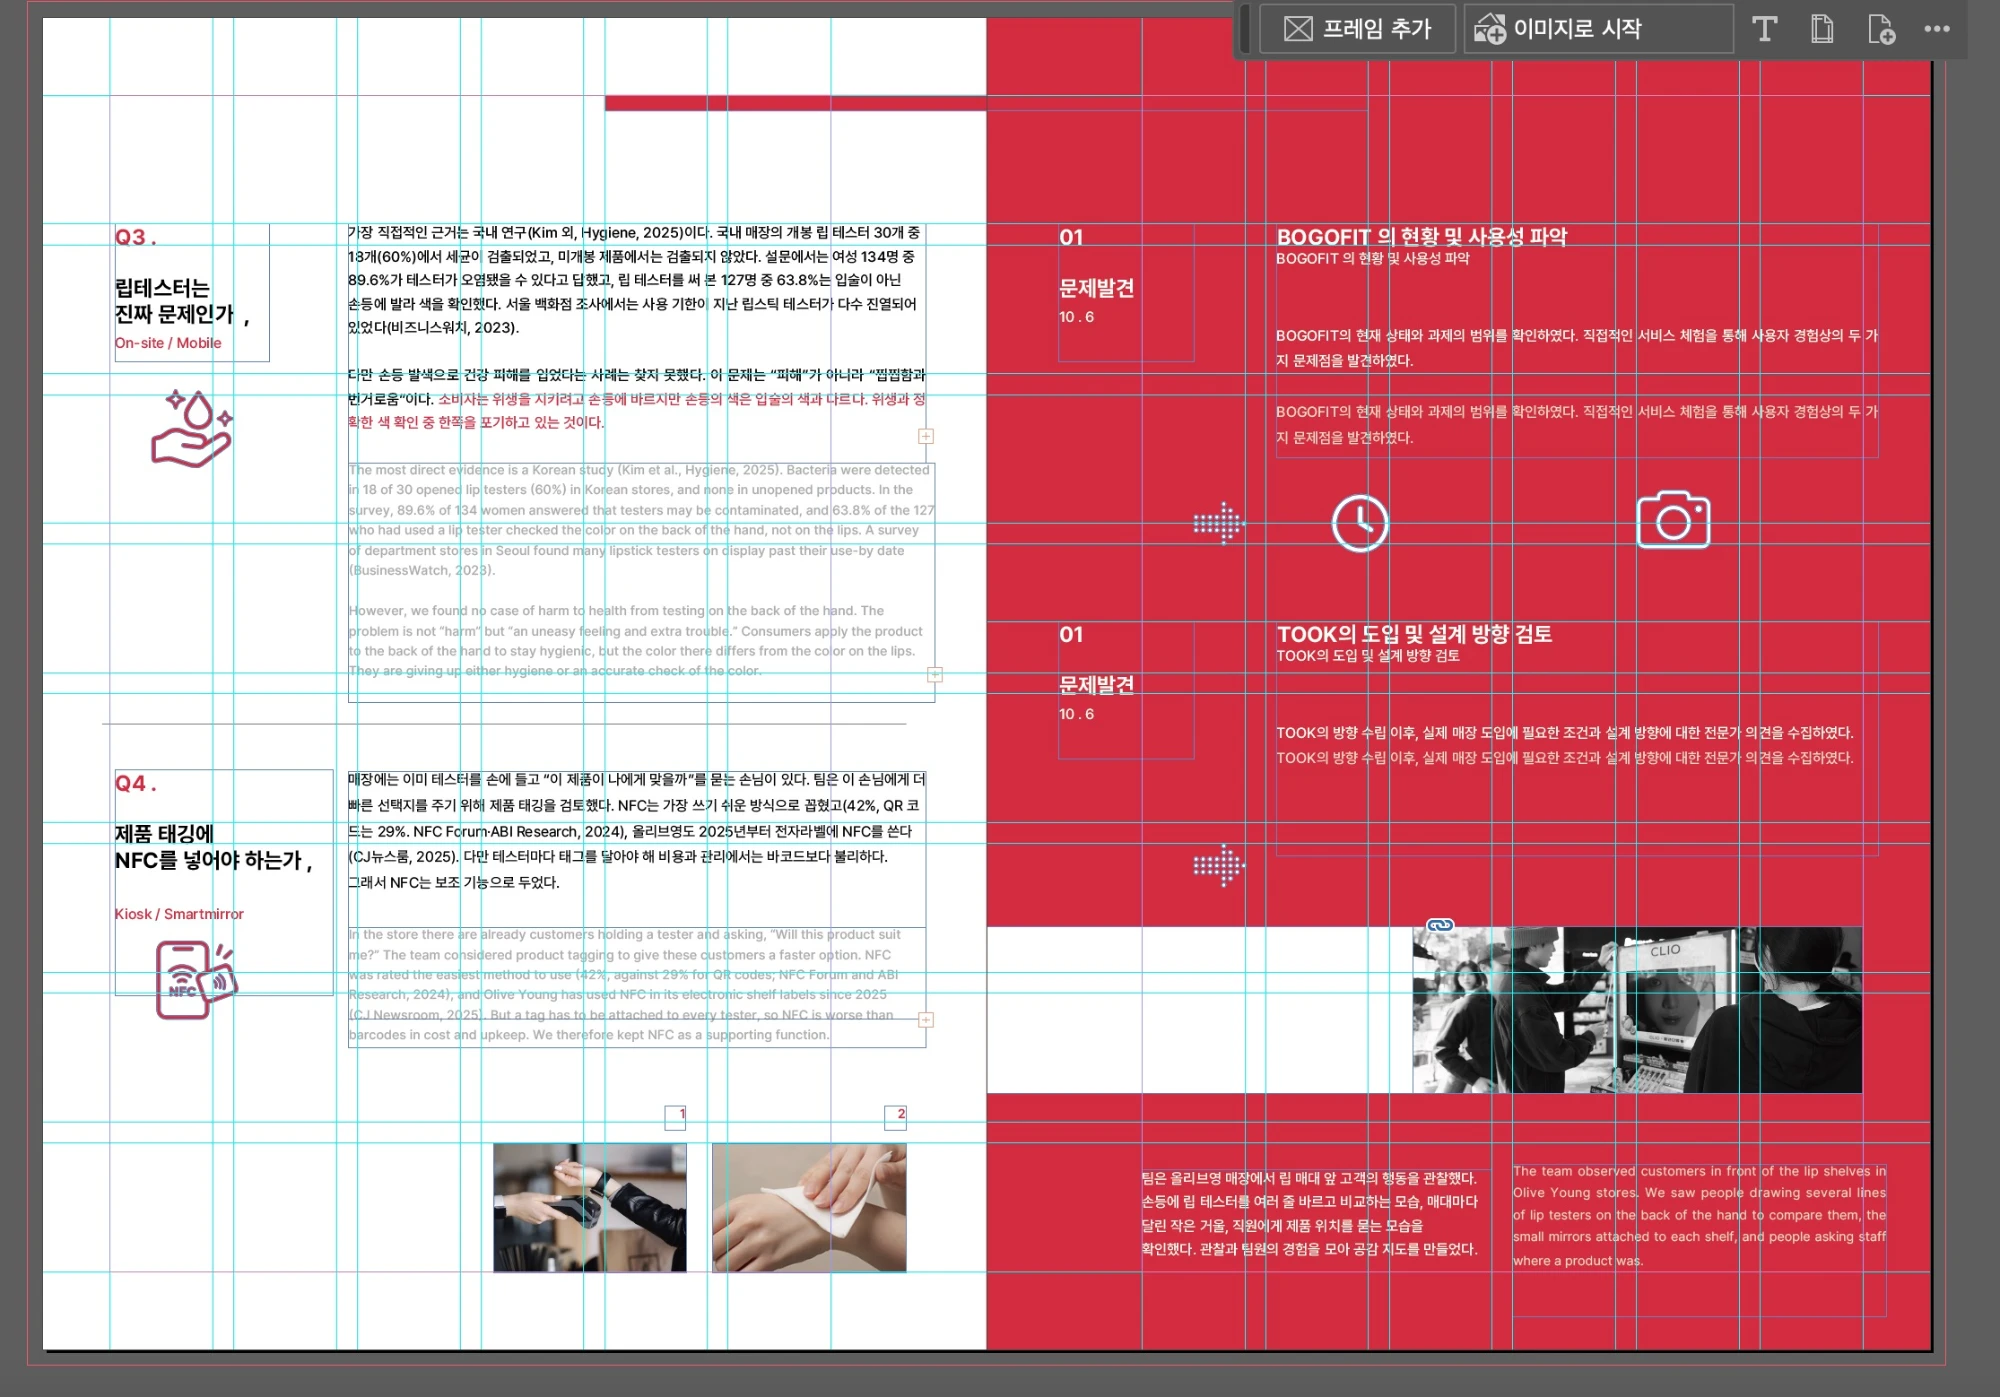 프레임 추가
이미지로 시작
Q3 .
립테스터는
진짜 문제인가 ,
On-site / Mobile
가장 직접적인 근거는 국내 연구(Kim 외, Hygiene, 2025)이다. 국내 매장의 개봉 립 테스터 30개 중
18개(60%)에서 세균이 검출되었고, 미개봉 제품에서는 검출되지 않았다. 설문에서는 여성 134명 중
89.6%가 테스터가 오염됐을 수 있다고 답했고, 립 테스터를 써 본 127명 중 63.8%는 입술이 아닌
손등에 발라 색을 확인했다. 서울 백화점 조사에서는 사용 기한이 지난 립스틱 테스터가 다수 진열되어
있었다(비즈니스워치, 2023).
다만 손등 발색으로 건강 피해를 입었다는 사례는 찾지 못했다. 이 문제는 “피해”가 아니라 “찝찝함과
번거로움”이다. 소비자는 위생을 지키려고 손등에 바르지만 손등의 색은 입술의 색과 다르다. 위생과 정
확한 색 확인 중 한쪽을 포기하고 있는 것이다.
The most direct evidence is a Korean study (Kim et al., Hygiene, 2025). Bacteria were detected
in 18 of 30 opened lip testers (60%) in Korean stores, and none in unopened products. In the
survey, 89.6% of 134 women answered that testers may be contaminated, and 63.8% of the 127
who had used a lip tester checked the color on the back of the hand, not on the lips. A survey
of department stores in Seoul found many lipstick testers on display past their use-by date
(BusinessWatch, 2023).
However, we found no case of harm to health from testing on the back of the hand. The
problem is not “harm” but “an uneasy feeling and extra trouble.” Consumers apply the product
to the back of the hand to stay hygienic, but the color there differs from the color on the lips.
They are giving up either hygiene or an accurate check of the color.
Q4 .
제품 태깅에
NFC를 넣어야 하는가 ,
Kiosk / Smartmirror
NFC
매장에는 이미 테스터를 손에 들고 “이 제품이 나에게 맞을까”를 묻는 손님이 있다. 팀은 이 손님에게 더
빠른 선택지를 주기 위해 제품 태깅을 검토했다. NFC는 가장 쓰기 쉬운 방식으로 꼽혔고(42%, QR 코
드는 29%. NFC Forum·ABI Research, 2024), 올리브영도 2025년부터 전자라벨에 NFC를 쓴다
(CJ뉴스룸, 2025). 다만 테스터마다 태그를 달아야 해 비용과 관리에서는 바코드보다 불리하다.
그래서 NFC는 보조 기능으로 두었다.
In the store there are already customers holding a tester and asking, “Will this product suit
me?” The team considered product tagging to give these customers a faster option. NFC
was rated the easiest method to use (42%, against 29% for QR codes; NFC Forum and ABI
Research, 2024), and Olive Young has used NFC in its electronic shelf labels since 2025
(CJ Newsroom, 2025). But a tag has to be attached to every tester, so NFC is worse than
barcodes in cost and upkeep. We therefore kept NFC as a supporting function.
1
2
01
문제발견
10 . 6
BOGOFIT 의 현황 및 사용성 파악
BOGOFIT 의 현황 및 사용성 파악
BOGOFIT의 현재 상태와 과제의 범위를 확인하였다. 직접적인 서비스 체험을 통해 사용자 경험상의 두 가
지 문제점을 발견하였다.
BOGOFIT의 현재 상태와 과제의 범위를 확인하였다. 직접적인 서비스 체험을 통해 사용자 경험상의 두 가
지 문제점을 발견하였다.
01
문제발견
10 . 6
TOOK의 도입 및 설계 방향 검토
TOOK의 도입 및 설계 방향 검토
TOOK의 방향 수립 이후, 실제 매장 도입에 필요한 조건과 설계 방향에 대한 전문가 의견을 수집하였다.
TOOK의 방향 수립 이후, 실제 매장 도입에 필요한 조건과 설계 방향에 대한 전문가 의견을 수집하였다.
CLIO
팀은 올리브영 매장에서 립 매대 앞 고객의 행동을 관찰했다.
손등에 립 테스터를 여러 줄 바르고 비교하는 모습, 매대마다
달린 작은 거울, 직원에게 제품 위치를 묻는 모습을
확인했다. 관찰과 팀원의 경험을 모아 공감 지도를 만들었다.
The team observed customers in front of the lip shelves in
Olive Young stores. We saw people drawing several lines
of lip testers on the back of the hand to compare them, the
small mirrors attached to each shelf, and people asking staff
where a product was.